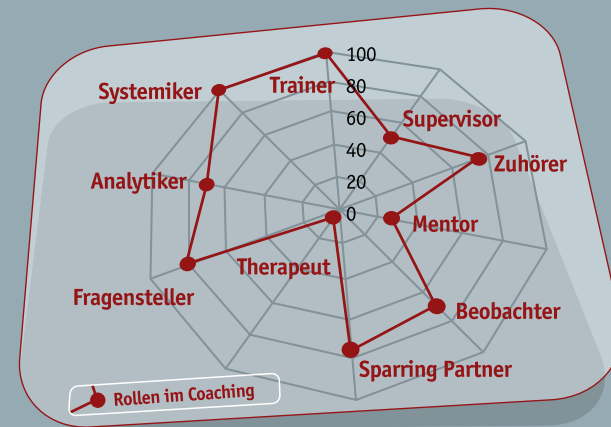 100
Systemiker
Trainer
80
60
Supervisor
40
Zuhörer
Analytiker
20
0
Mentor
Therapeut
Fragensteller
Beobachter
Sparring Partner
Rollen im Coaching